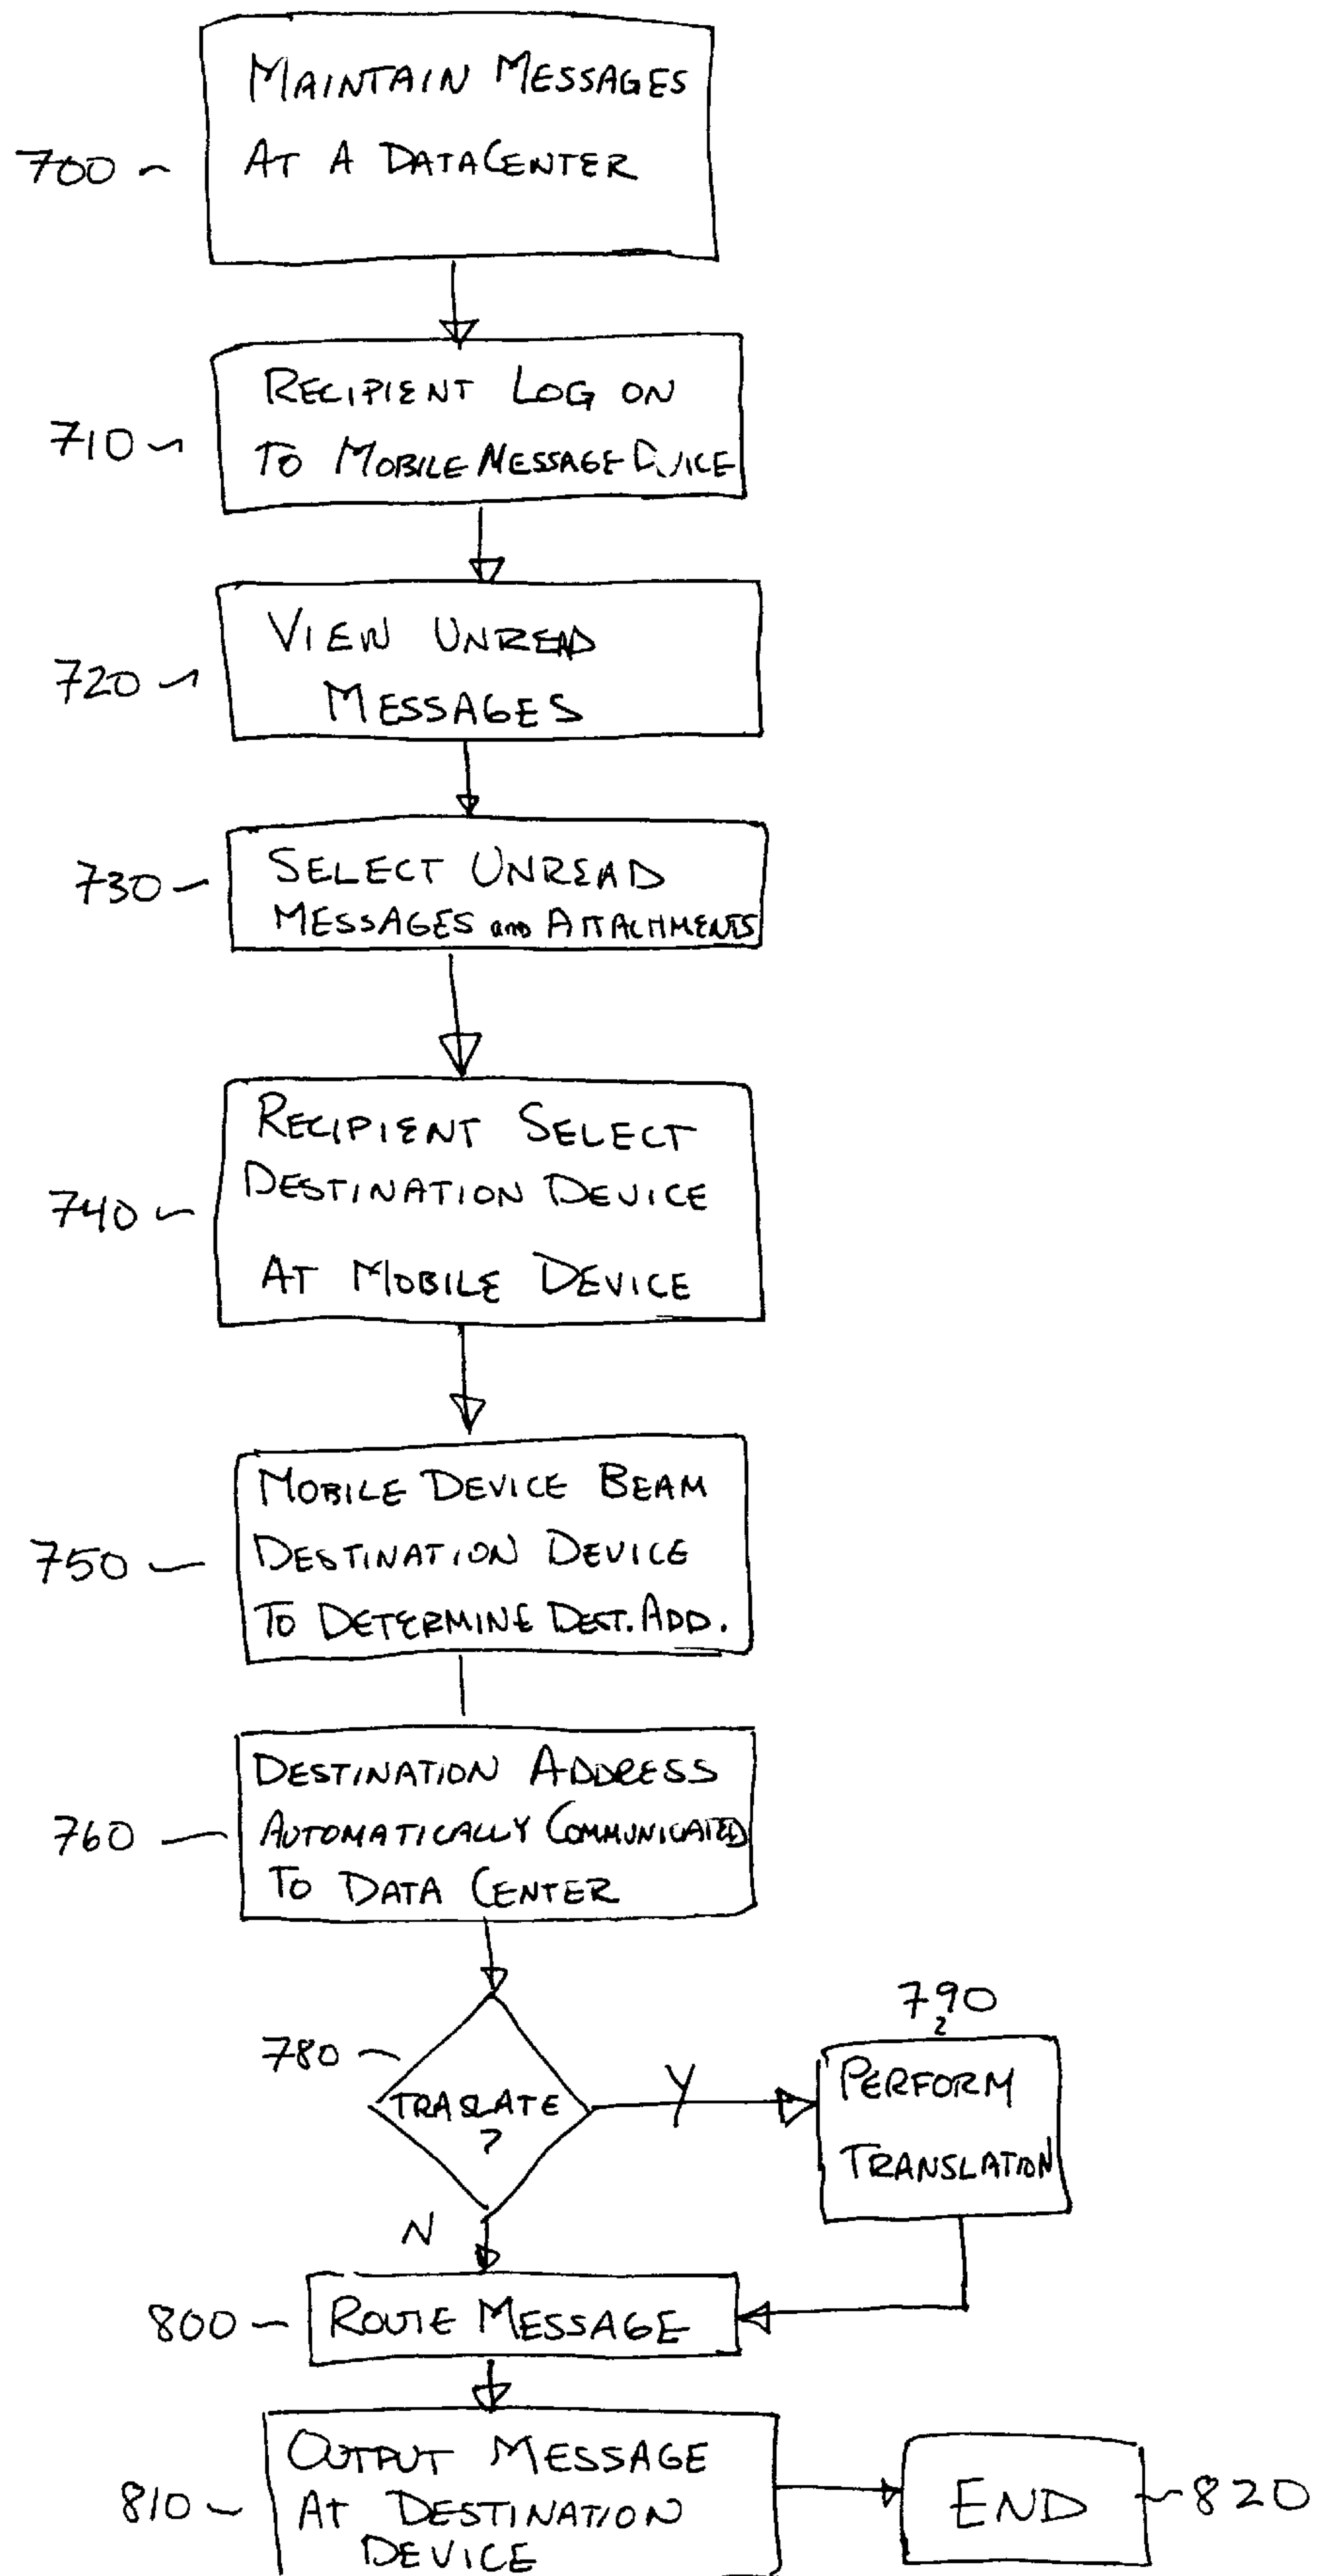 MAINTAIN MESSAGES
700 AT A DATACENTER
RECIPIENT LOG ON
710 TO MOBILE MESSAGE DEVICE
VIEW UNREAD
720 MESSAGES
730 SELECT UNREAD
MESSAGES AND ATTACHMENTS
RECIPIENT SELECT
740 DESTINATION DEVICE
AT MOBILE DEVICE
MOBILE DEVICE BEAM
750 DESTINATION DEVICE
TO DETERMINE DEST. ADD.
DESTINATION ADDRESS
760 AUTOMATICALLY COMMUNICATED
TO DATA CENTER
780
TRASLATE
?
Y
790
PERFORM
TRANSLATION
N
800 ROUTE MESSAGE
OUTPUT MESSAGE
810 AT DESTINATION
DEVICE
END 820